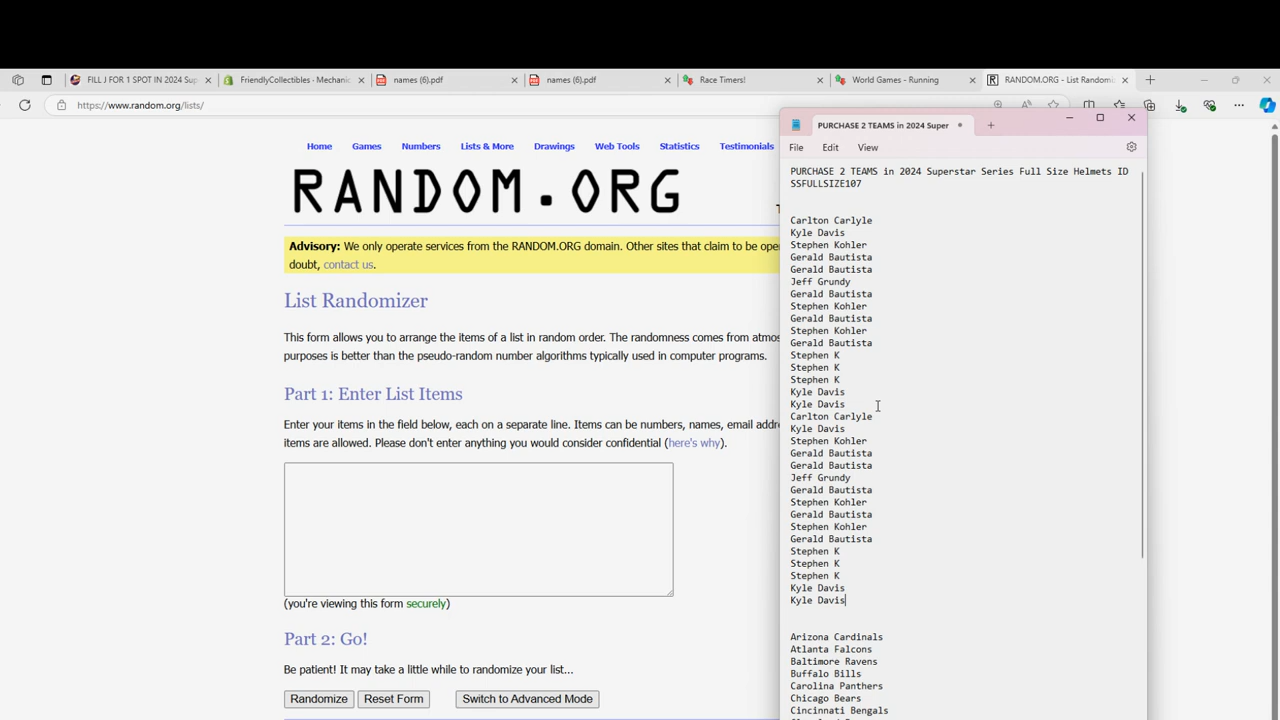 FILL J FOR 1 SPOT IN 2024 Sup
FriendlyCollectibles - Mechanic
names (6).pdf
names (6).pdf
Race Timers!
World Games - Running
RANDOM.ORG - List Randomi
https://www.random.org/lists/
Home Games Numbers Lists & More Drawings Web Tools Statistics Testimonials
RANDOM.ORG
Advisory: We only operate services from the RANDOM.ORG domain. Other sites that claim to be ope
doubt, contact us.
List Randomizer
This form allows you to arrange the items of a list in random order. The randomness comes from atmos
purposes is better than the pseudo-random number algorithms typically used in computer programs.
Part 1: Enter List Items
Enter your items in the field below, each on a separate line. Items can be numbers, names, email addre
items are allowed. Please don't enter anything you would consider confidential (here's why).
(you're viewing this form securely)
Part 2: Go!
Be patient! It may take a little while to randomize your list...
Randomize Reset Form Switch to Advanced Mode
PURCHASE 2 TEAMS in 2024 Super
File Edit View
PURCHASE 2 TEAMS in 2024 Superstar Series Full Size Helmets ID
SSFULLSIZE107
Carlton Carlyle
Kyle Davis
Stephen Kohler
Gerald Bautista
Gerald Bautista
Jeff Grundy
Gerald Bautista
Stephen Kohler
Gerald Bautista
Stephen Kohler
Gerald Bautista
Stephen K
Stephen K
Stephen K
Kyle Davis
Kyle Davis
Carlton Carlyle
Kyle Davis
Stephen Kohler
Gerald Bautista
Gerald Bautista
Jeff Grundy
Gerald Bautista
Stephen Kohler
Gerald Bautista
Stephen Kohler
Gerald Bautista
Stephen K
Stephen K
Stephen K
Kyle Davis
Kyle Davis
Arizona Cardinals
Atlanta Falcons
Baltimore Ravens
Buffalo Bills
Carolina Panthers
Chicago Bears
Cincinnati Bengals